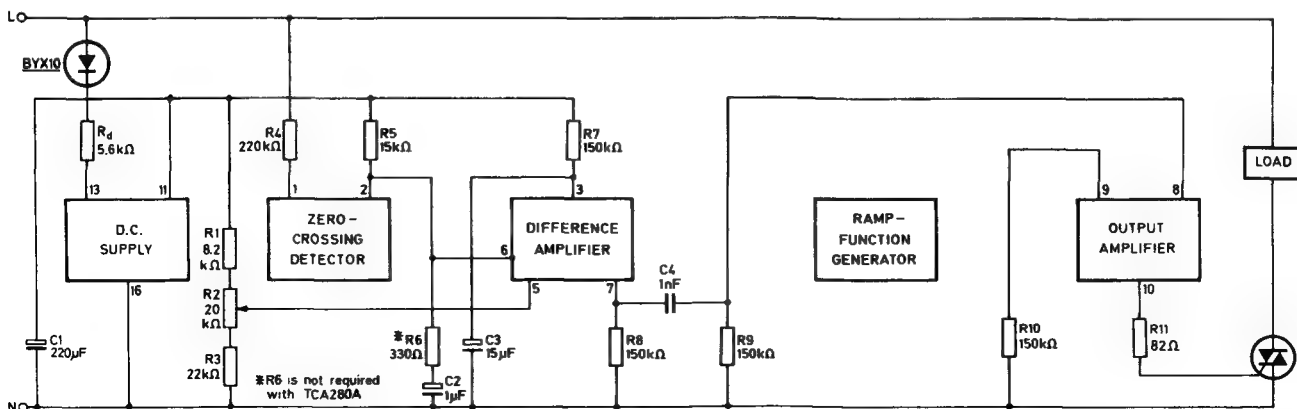 L
BYX10
Rd
5.6kΩ
13
11
D.C.
SUPPLY
16
C1
220µF
R1
8.2
kΩ
R2
20
kΩ
R3
22kΩ
R4
220kΩ
1
R5
15kΩ
2
ZERO-
CROSSING
DETECTOR
*R6
330Ω
C2
1µF
*R6 is not required
with TCA280A
R7
150kΩ
3
DIFFERENCE
AMPLIFIER
6
5
7
C3
15µF
C4
1nF
R8
150kΩ
R9
150kΩ
RAMP-
FUNCTION
GENERATOR
9
8
OUTPUT
AMPLIFIER
10
R10
150kΩ
R11
82Ω
LOAD
N